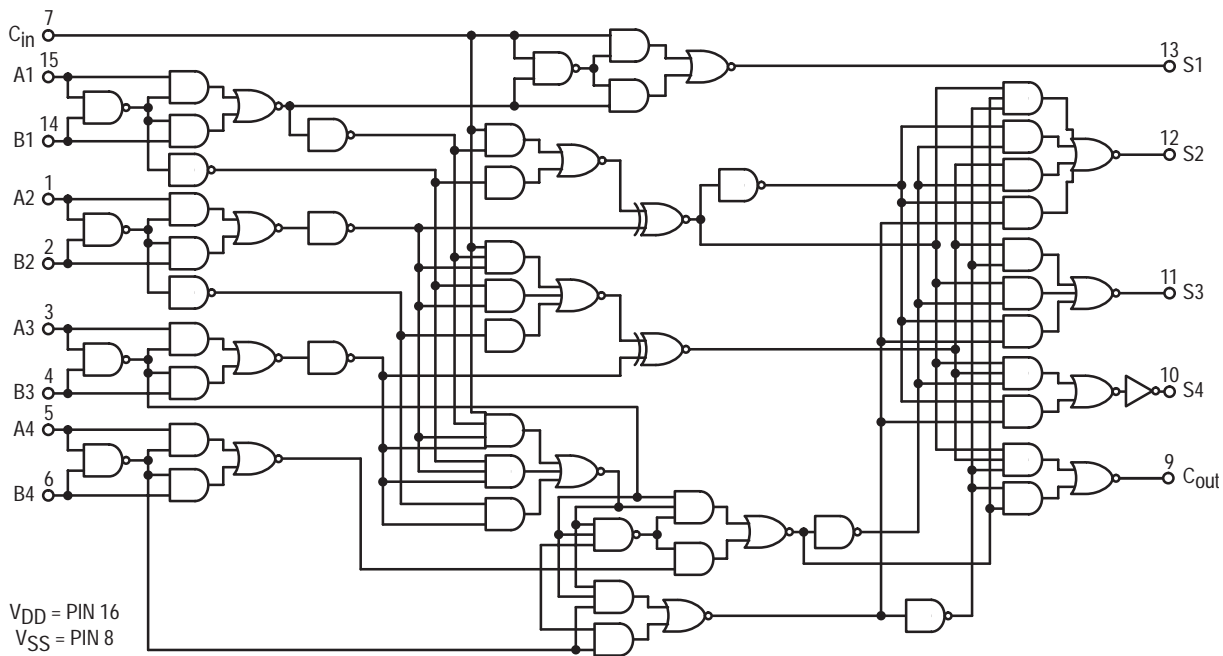 7
Cin
15
A1
14
B1
1
A2
2
B2
3
A3
4
B3
5
A4
6
B4
13
S1
12
S2
11
S3
10
S4
9
Cout
VDD = PIN 16
VSS = PIN 8